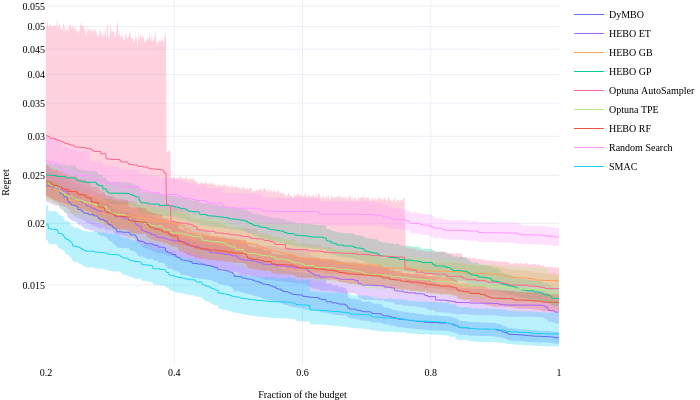 0.055
0.05
0.045
0.04
0.035
0.03
0.025
0.02
0.015
Regret
0.2
0.4
0.6
0.8
1
Fraction of the budget
DyMBO
HEBO ET
HEBO GB
HEBO GP
Optuna AutoSampler
Optuna TPE
HEBO RF
Random Search
SMAC